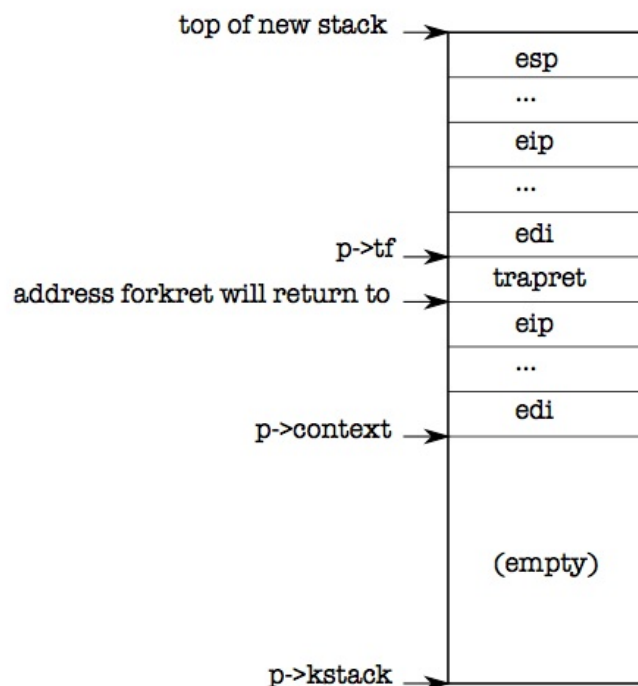 top of new stack
esp
...
eip
...
edi
p->tf
trapret
address forkret will return to
eip
...
edi
p->context
(empty)
p->kstack